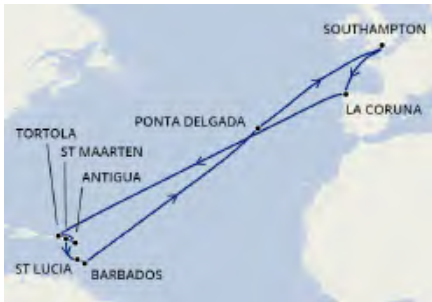 SOUTHAMPTON
LA CORUNA
PONTA DELGADA
TORTOLA
ST MAARTEN
ANTIGUA
ST LUCIA
BARBADOS